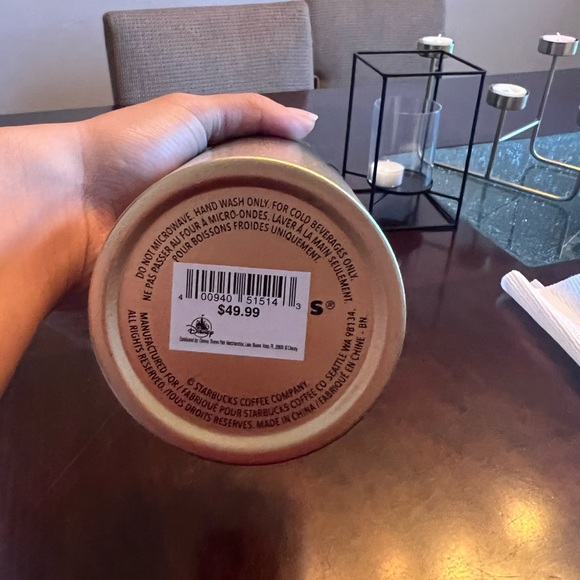 DO NOT MICROWAVE. HAND WASH ONLY. FOR COLD BEVERAGES ONLY.
NE PAS PASSER AU FOUR À MICRO-ONDES. LAVER À LA MAIN SEULEMENT.
POUR BOISSONS FROIDES UNIQUEMENT.
4 00940 51514 3
$49.99
Disney
S®
© STARBUCKS COFFEE COMPANY.
MANUFACTURED FOR / FABRIQUÉ POUR STARBUCKS COFFEE CO. SEATTLE WA 98134.
ALL RIGHTS RESERVED. TOUS DROITS RÉSERVÉS. MADE IN CHINA / FABRIQUÉ EN CHINE - BN.